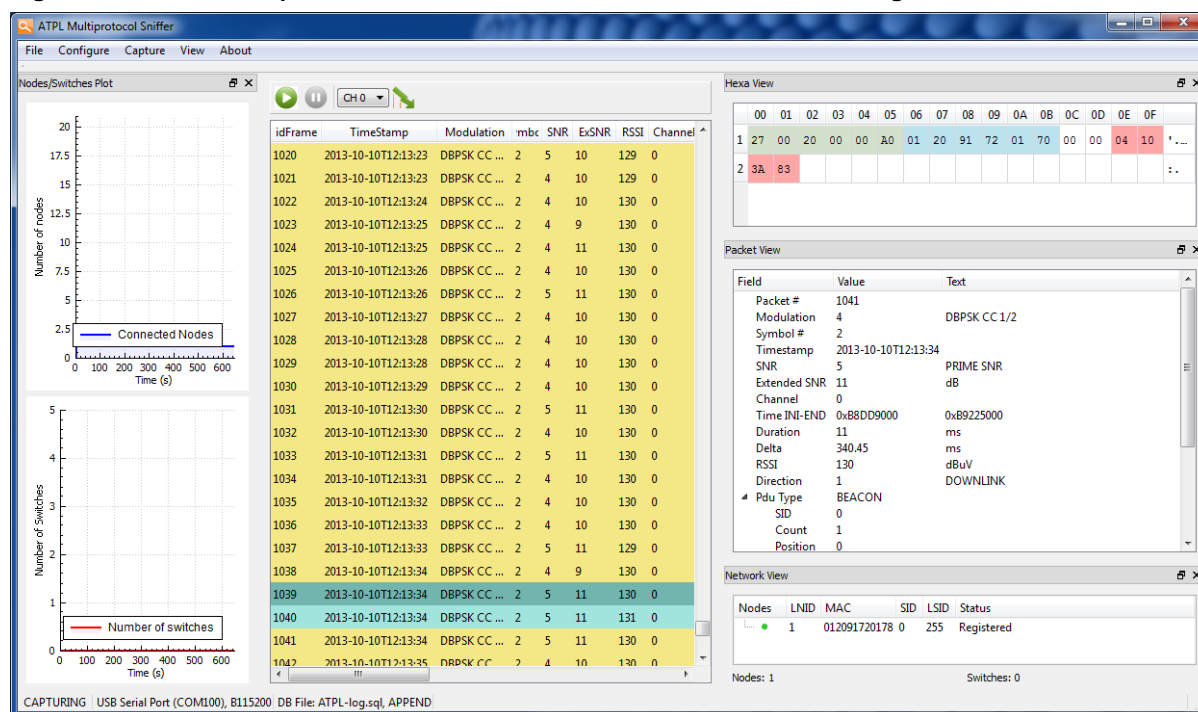 ATPL Multiprotocol Sniffer
File Configure Capture View About
Nodes/Switches Plot
Number of nodes
20
17.5
15
12.5
10
7.5
5
2.5
0
Connected Nodes
0 100 200 300 400 500 600
Time (s)
Number of Switches
5
4
3
2
1
0
Number of switches
0 100 200 300 400 500 600
Time (s)
CH 0
idFrame TimeStamp Modulation mbc SNR ExSNR RSSI Channel
1020 2013-10-10T12:13:23 DBPSK CC ... 2 5 10 129 0
1021 2013-10-10T12:13:23 DBPSK CC ... 2 4 10 129 0
1022 2013-10-10T12:13:24 DBPSK CC ... 2 4 10 130 0
1023 2013-10-10T12:13:25 DBPSK CC ... 2 4 9 130 0
1024 2013-10-10T12:13:25 DBPSK CC ... 2 4 11 130 0
1025 2013-10-10T12:13:26 DBPSK CC ... 2 4 10 130 0
1026 2013-10-10T12:13:26 DBPSK CC ... 2 5 11 130 0
1027 2013-10-10T12:13:27 DBPSK CC ... 2 4 10 130 0
1028 2013-10-10T12:13:28 DBPSK CC ... 2 4 10 130 0
1029 2013-10-10T12:13:28 DBPSK CC ... 2 4 10 130 0
1030 2013-10-10T12:13:29 DBPSK CC ... 2 4 10 130 0
1031 2013-10-10T12:13:30 DBPSK CC ... 2 5 11 130 0
1032 2013-10-10T12:13:30 DBPSK CC ... 2 4 10 130 0
1033 2013-10-10T12:13:31 DBPSK CC ... 2 5 11 130 0
1034 2013-10-10T12:13:31 DBPSK CC ... 2 4 10 130 0
1035 2013-10-10T12:13:32 DBPSK CC ... 2 4 10 130 0
1036 2013-10-10T12:13:33 DBPSK CC ... 2 4 10 130 0
1037 2013-10-10T12:13:33 DBPSK CC ... 2 5 11 129 0
1038 2013-10-10T12:13:34 DBPSK CC ... 2 4 9 130 0
1039 2013-10-10T12:13:34 DBPSK CC ... 2 5 11 130 0
1040 2013-10-10T12:13:34 DBPSK CC ... 2 5 11 131 0
1041 2013-10-10T12:13:34 DBPSK CC ... 2 5 11 130 0
1042 2013-10-10T12:13:35 DBPSK CC 2 4 10 130 0
Hexa View
00 01 02 03 04 05 06 07 08 09 0A 0B 0C 0D 0E 0F
1 27 00 20 00 00 A0 01 20 91 72 01 70 00 00 04 10 '....
2 3A 83 :.
Packet View
Field Value Text
Packet # 1041
Modulation 4 DBPSK CC 1/2
Symbol # 2
Timestamp 2013-10-10T12:13:34
SNR 5 PRIME SNR
Extended SNR 11 dB
Channel 0
Time INI-END 0xB8DD9000 0xB9225000
Duration 11 ms
Delta 340.45 ms
RSSI 130 dBuV
Direction 1 DOWNLINK
Pdu Type BEACON
SID 0
Count 1
Position 0
Network View
Nodes LNID MAC SID LSID Status
1 012091720178 0 255 Registered
Nodes: 1 Switches: 0
CAPTURING USB Serial Port (COM100), B115200 DB File: ATPL-log.sql, APPEND